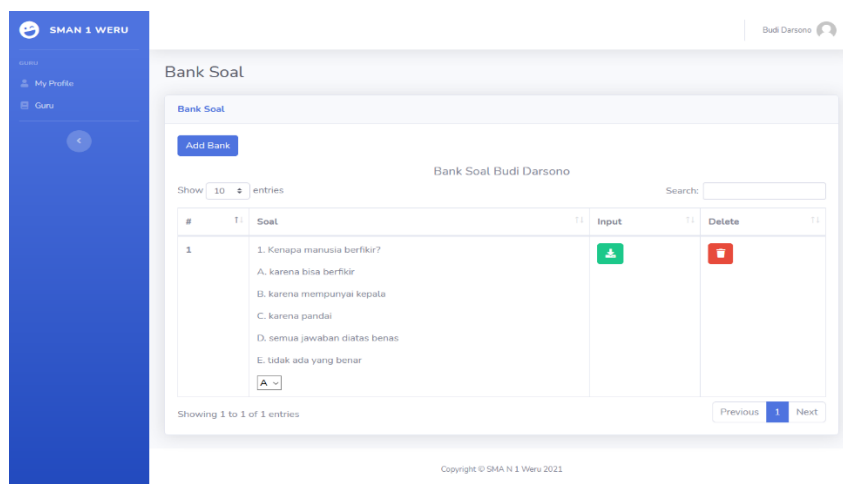 SMAN 1 WERU
Budi Darsono
GURU
My Profile
Guru
Bank Soal
Bank Soal
Add Bank
Bank Soal Budi Darsono
Show 10 entries
Search:
# Soal Input Delete
1 1. Kenapa manusia berfikir?
A. karena bisa berfikir
B. karena mempunyai kepala
C. karena pandai
D. semua jawaban diatas benas
E. tidak ada yang benar
A
Showing 1 to 1 of 1 entries
Previous 1 Next
Copyright © SMA N 1 Weru 2021